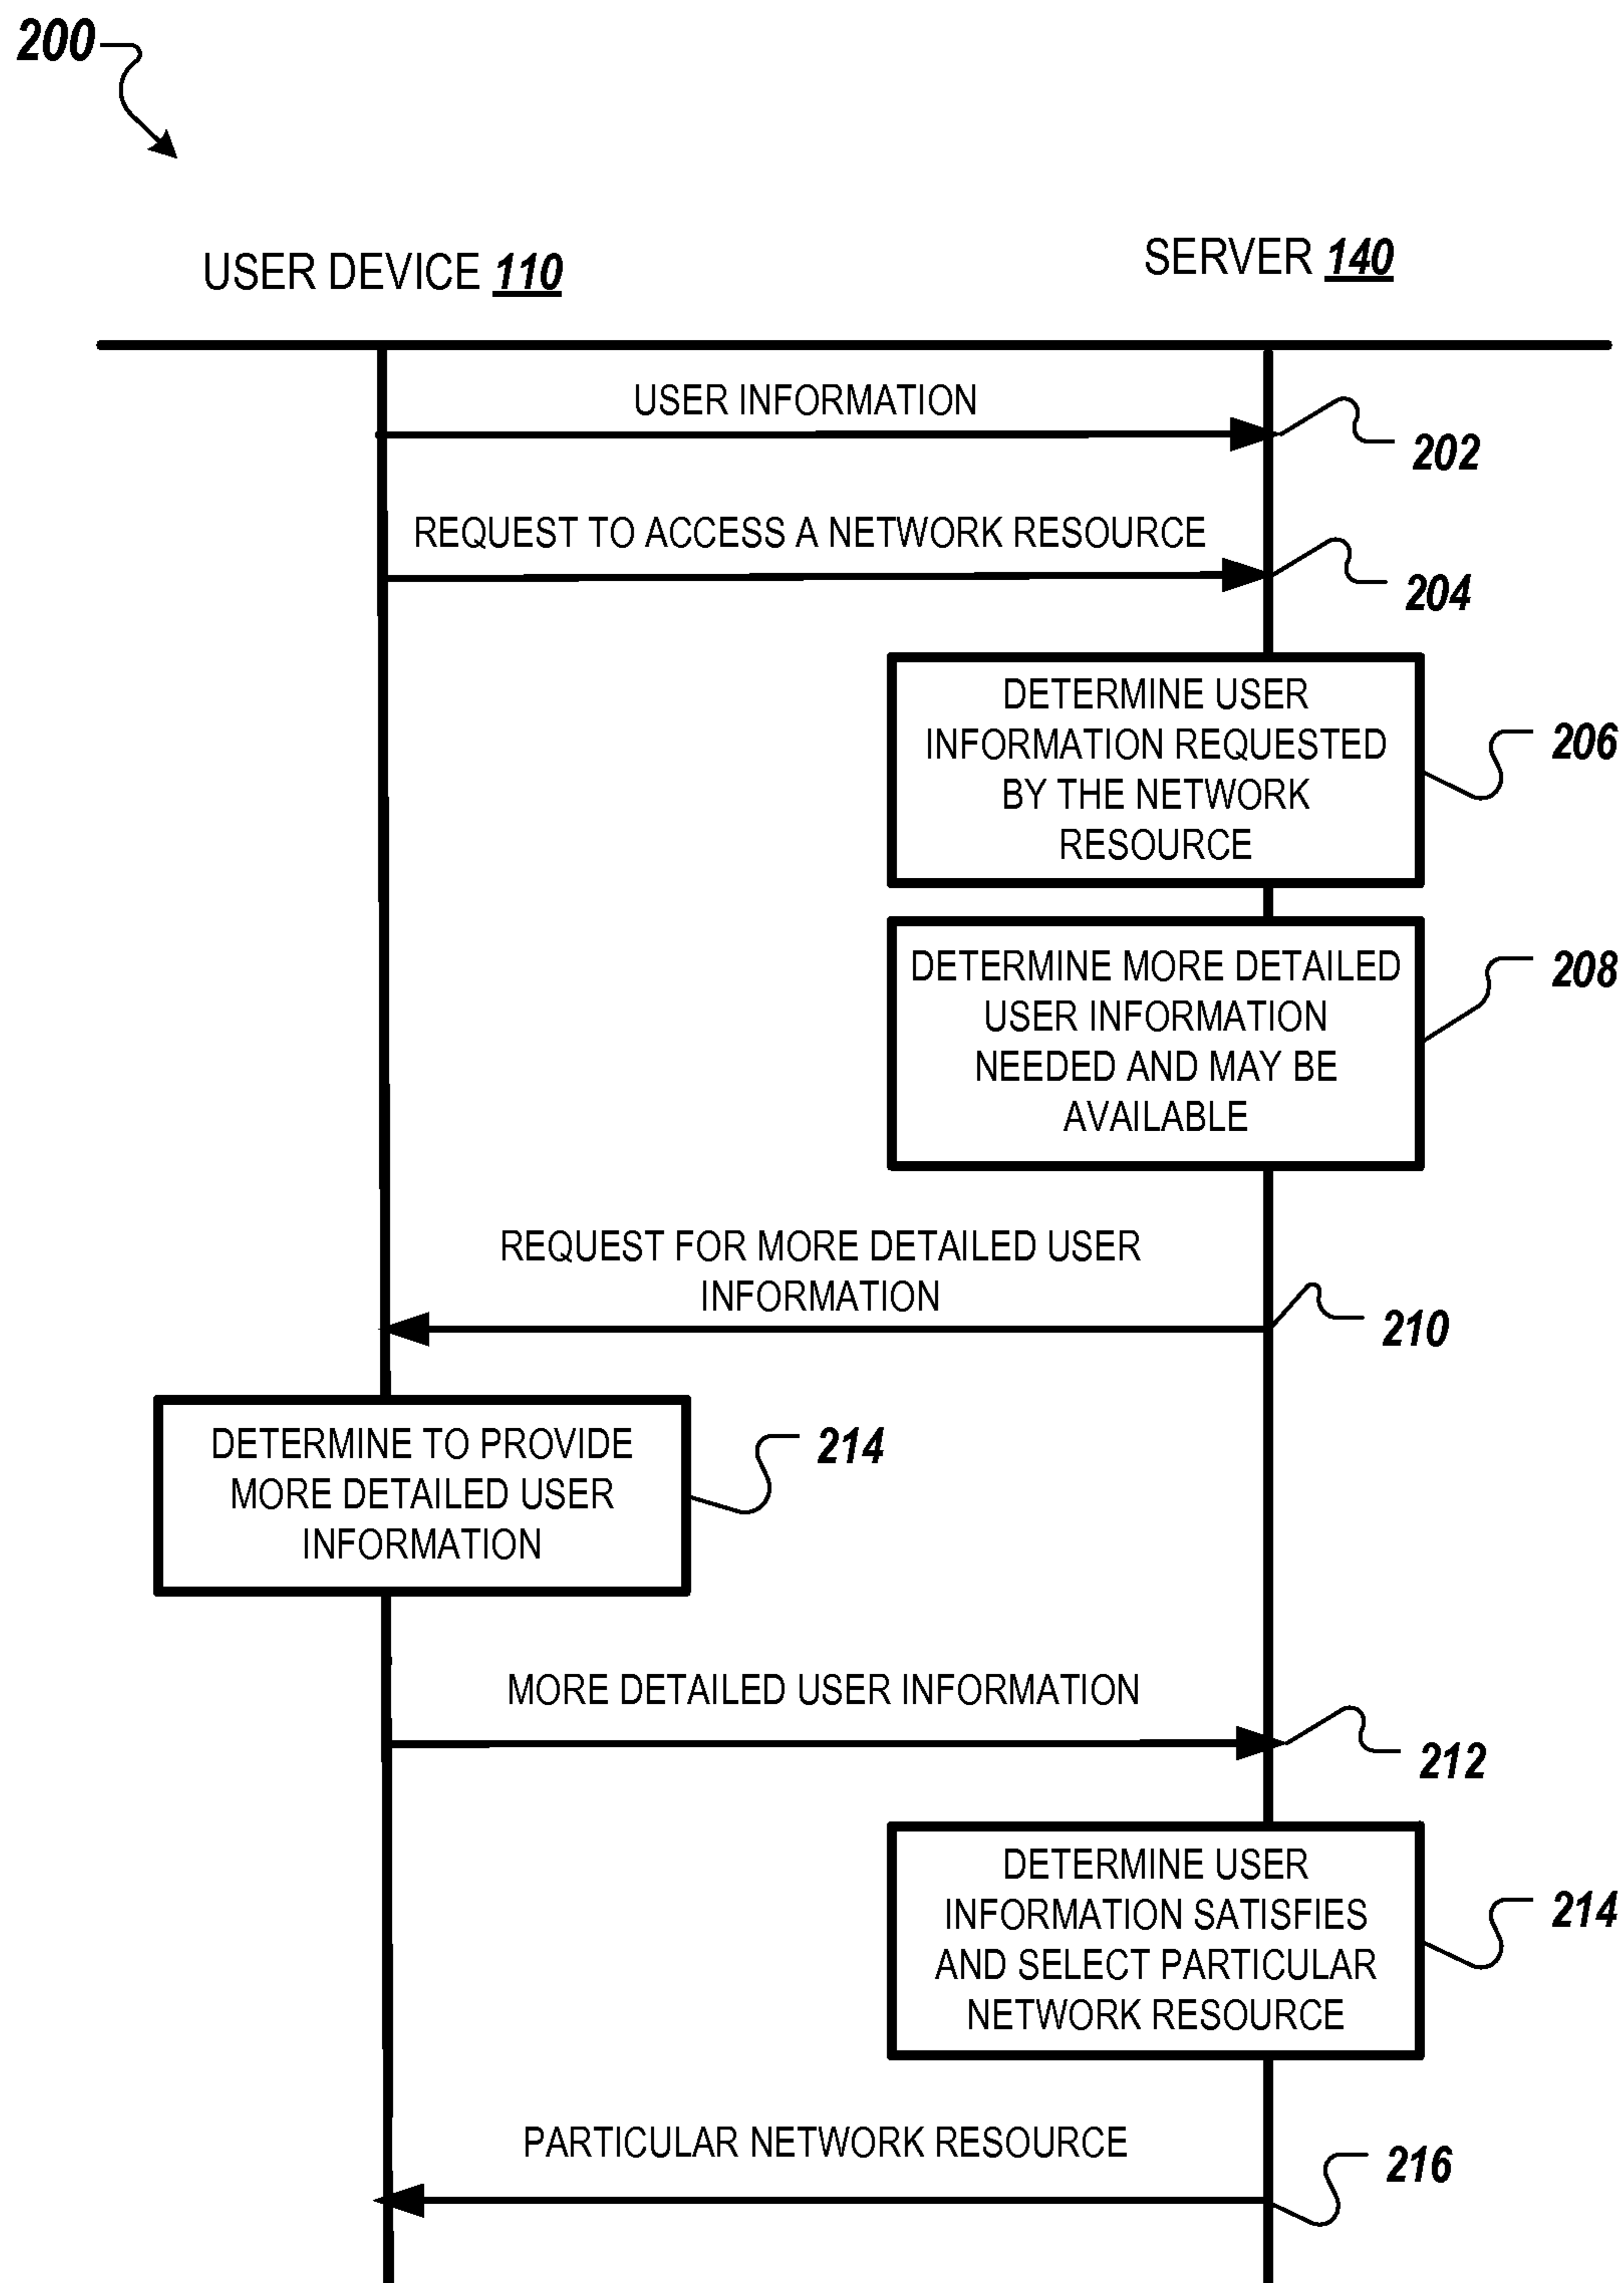 200
USER DEVICE 110
SERVER 140
USER INFORMATION
202
REQUEST TO ACCESS A NETWORK RESOURCE
204
DETERMINE USER
INFORMATION REQUESTED
BY THE NETWORK
RESOURCE
206
DETERMINE MORE DETAILED
USER INFORMATION
NEEDED AND MAY BE
AVAILABLE
208
REQUEST FOR MORE DETAILED USER
INFORMATION
210
DETERMINE TO PROVIDE
MORE DETAILED USER
INFORMATION
214
MORE DETAILED USER INFORMATION
212
DETERMINE USER
INFORMATION SATISFIES
AND SELECT PARTICULAR
NETWORK RESOURCE
214
PARTICULAR NETWORK RESOURCE
216